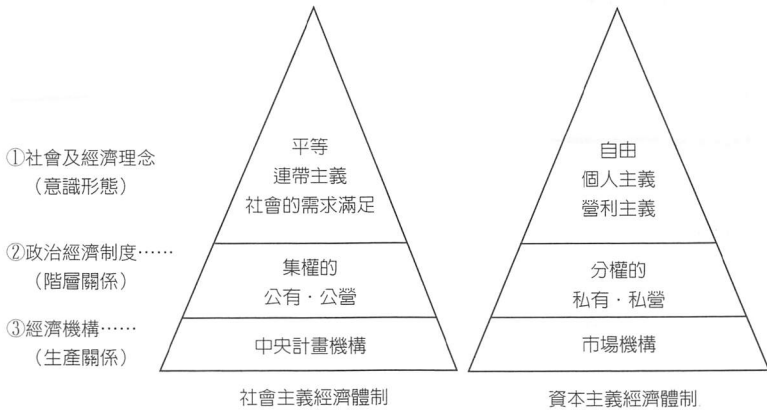 ①社會及經濟理念
(意識形態)
②政治經濟制度……
(階層關係)
③經濟機構……
(生產關係)
平等
連帶主義
社會的需求滿足
集權的
公有·公營
中央計畫機構
社會主義經濟體制
自由
個人主義
營利主義
分權的
私有·私營
市場機構
資本主義經濟體制